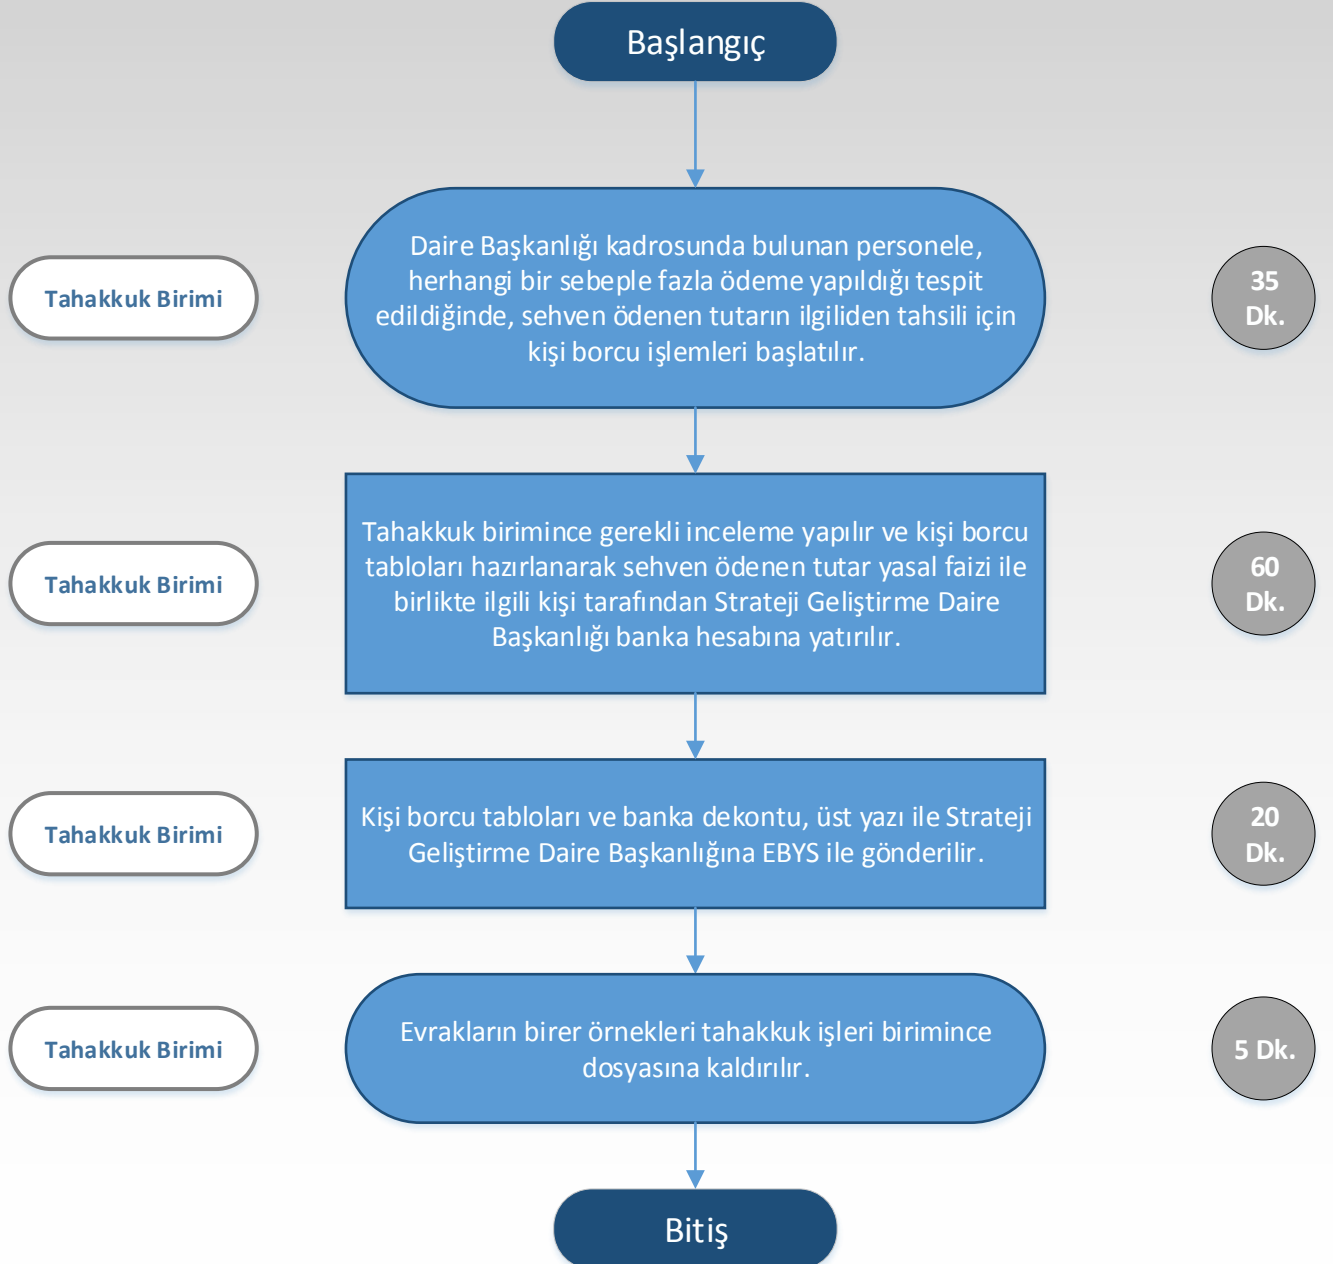 Başlangıç
Tahakkuk Birimi
Daire Başkanlığı kadrosunda bulunan personele,
herhangi bir sebeple fazla ödeme yapıldığı tespit
edildiğinde, sehven ödenen tutarın ilgiliden tahsili için
kişi borcu işlemleri başlatılır.
35
Dk.
Tahakkuk Birimi
Tahakkuk birimince gerekli inceleme yapılır ve kişi borcu
tabloları hazırlanarak sehven ödenen tutar yasal faizi ile
birlikte ilgili kişi tarafından Strateji Geliştirme Daire
Başkanlığı banka hesabına yatırılır.
60
Dk.
Tahakkuk Birimi
Kişi borcu tabloları ve banka dekontu, üst yazı ile Strateji
Geliştirme Daire Başkanlığına EBYS ile gönderilir.
20
Dk.
Tahakkuk Birimi
Evrakların birer örnekleri tahakkuk işleri birimince
dosyasına kaldırılır.
5 Dk.
Bitiş